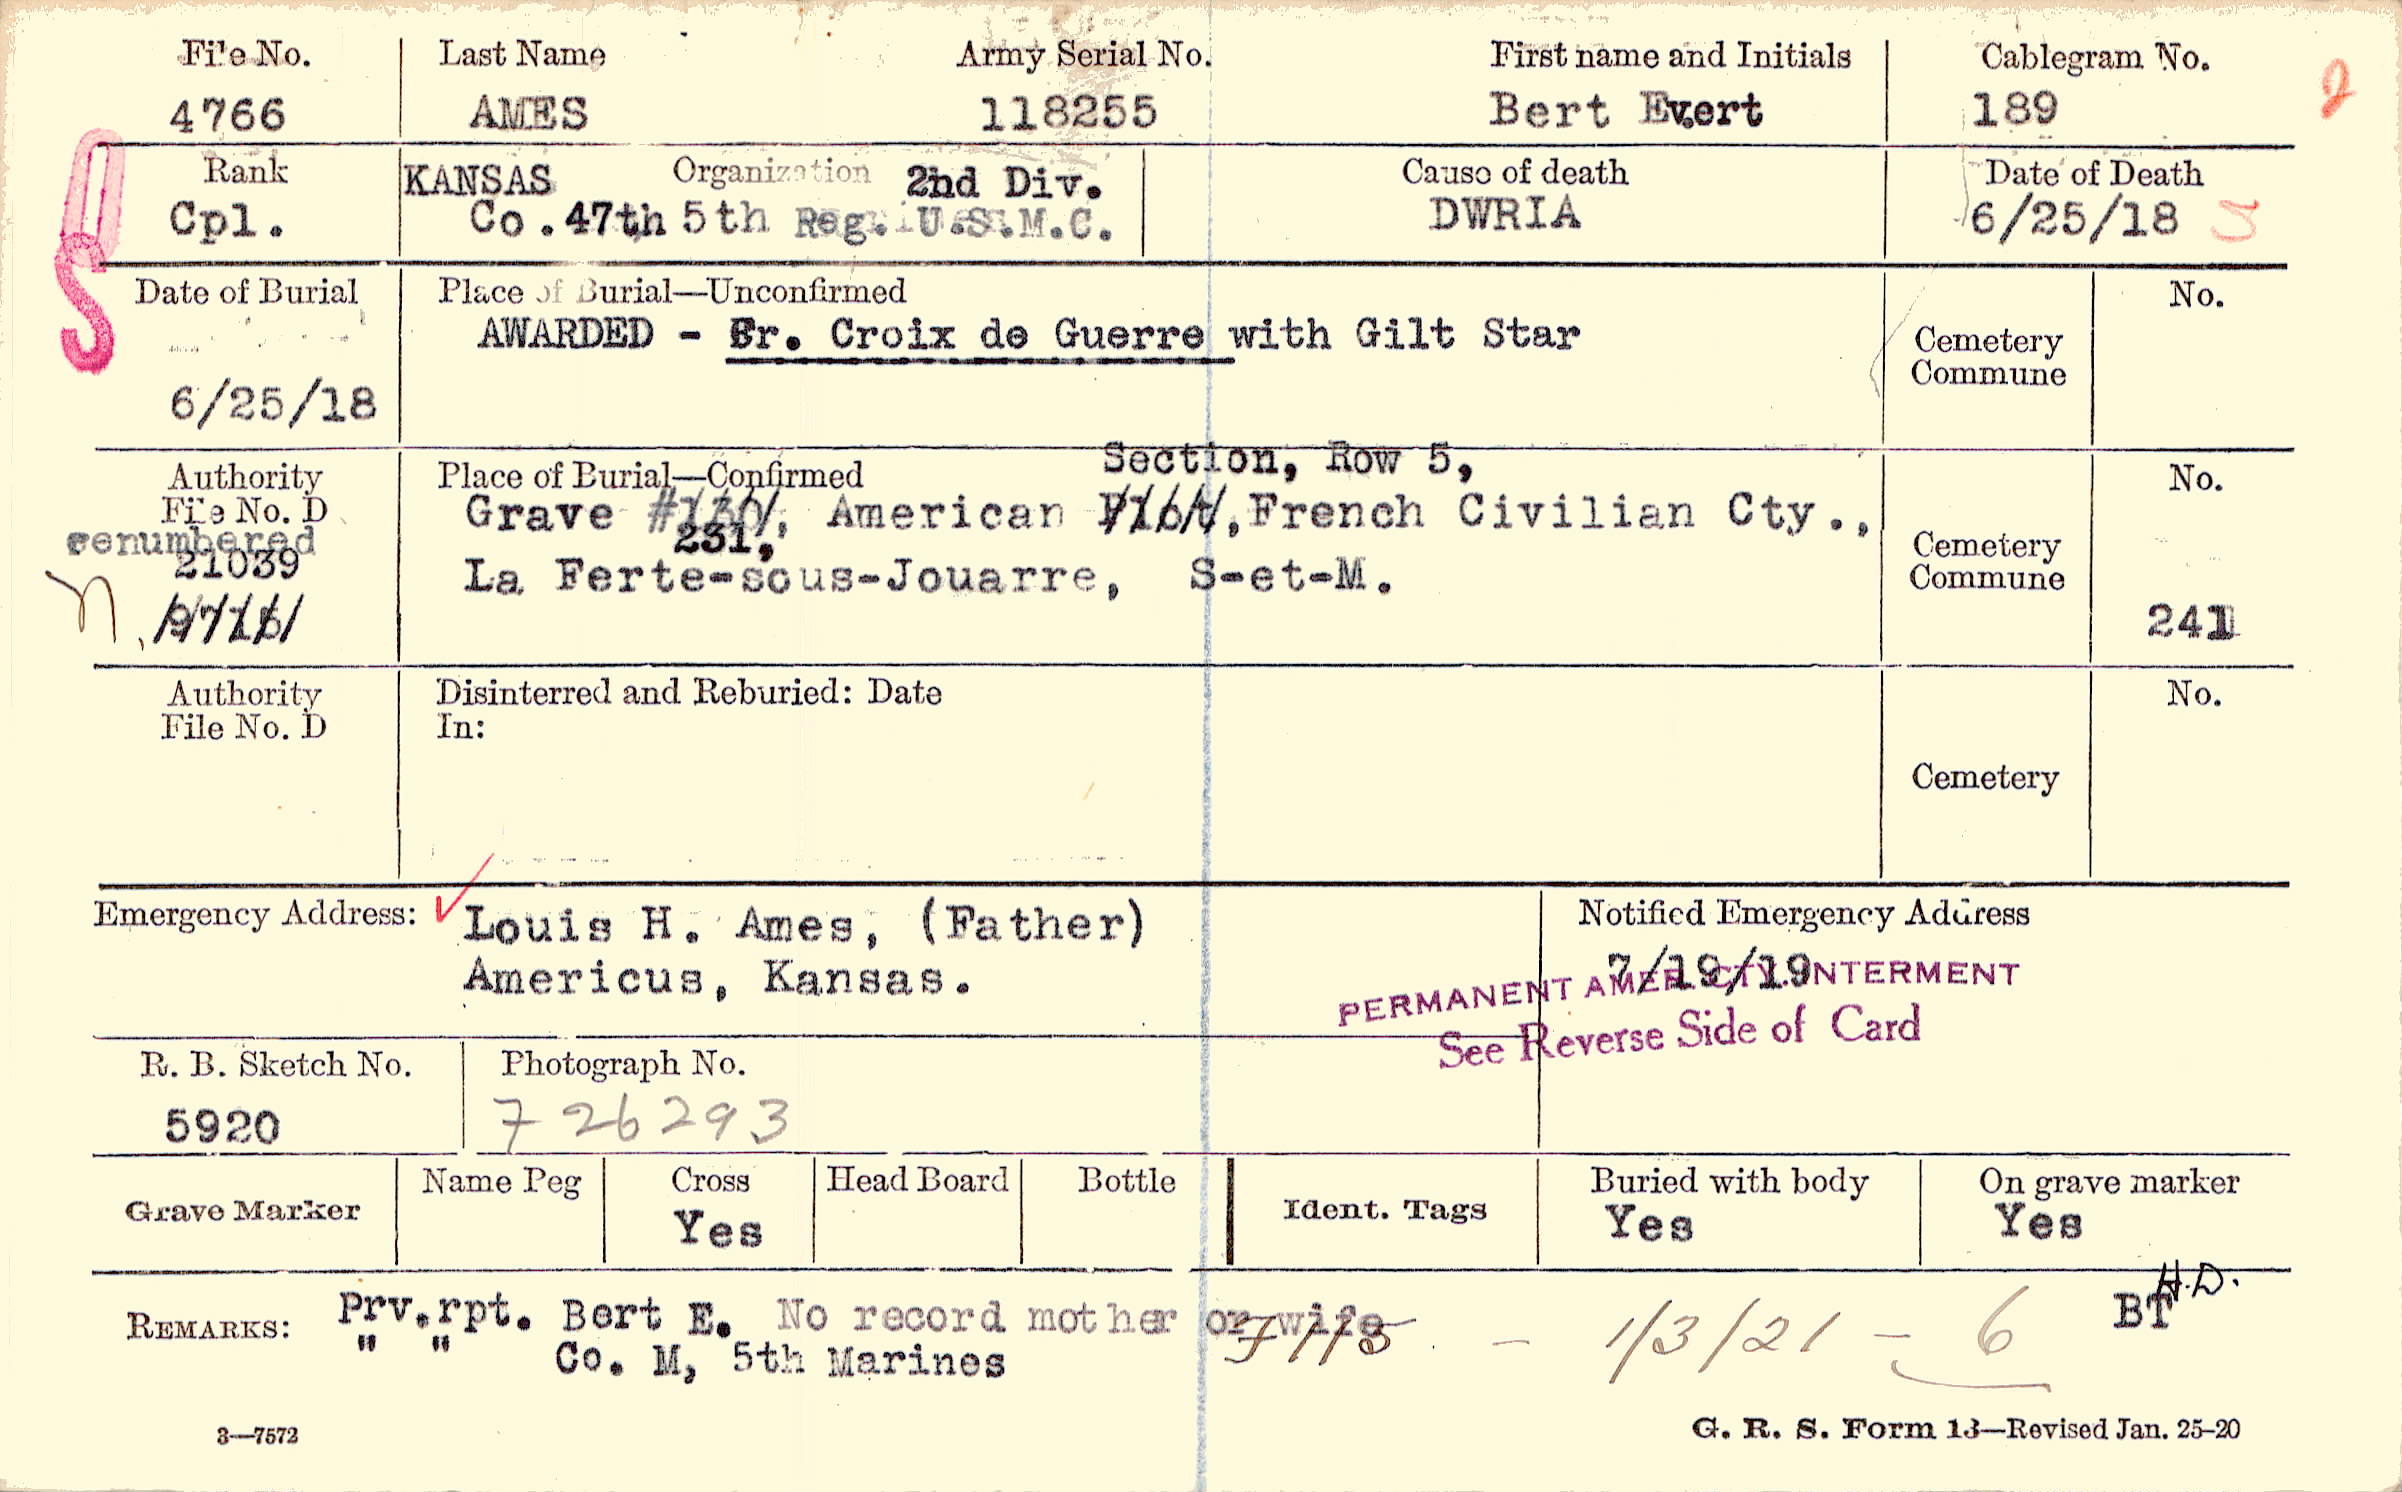 File No. Last Name Army Serial No. First name and Initials Cablegram No.
4766 AMES 118255 Bert Evert 189
2
Rank KANSAS Organization 2nd Div. Cause of death Date of Death
Cpl. Co. 47th 5th Reg. U.S.M.C. DWRIA 6/25/18 S
OS
Date of Burial Place of Burial—Unconfirmed No.
AWARDED - Fr. Croix de Guerre with Gilt Star Cemetery
Commune
6/25/18
Section, Row 5,
Authority Place of Burial—Confirmed No.
File No. D Grave #130, American Plot, French Civilian Cty.,
renumbered 231, Cemetery
21039 La Ferte-sous-Jouarre, S-et-M. Commune
n. 241
Authority Disinterred and Reburied: Date No.
File No. D In:
Cemetery
Emergency Address: Louis H. Ames, (Father) Notified Emergency Address
Americus, Kansas. 7/19/19
PERMANENT AMER. CTY. INTERMENT
See Reverse Side of Card
R. B. Sketch No. Photograph No.
5920 726293
Grave Marker Name Peg Cross Head Board Bottle Ident. Tags Buried with body On grave marker
Yes Yes Yes
H.D.
REMARKS: Prv.rpt. Bert E. No record mother or wife BT
" " Co. M, 5th Marines - 1/3/21 - 6
3—7572 G. R. S. Form 13—Revised Jan. 25-20